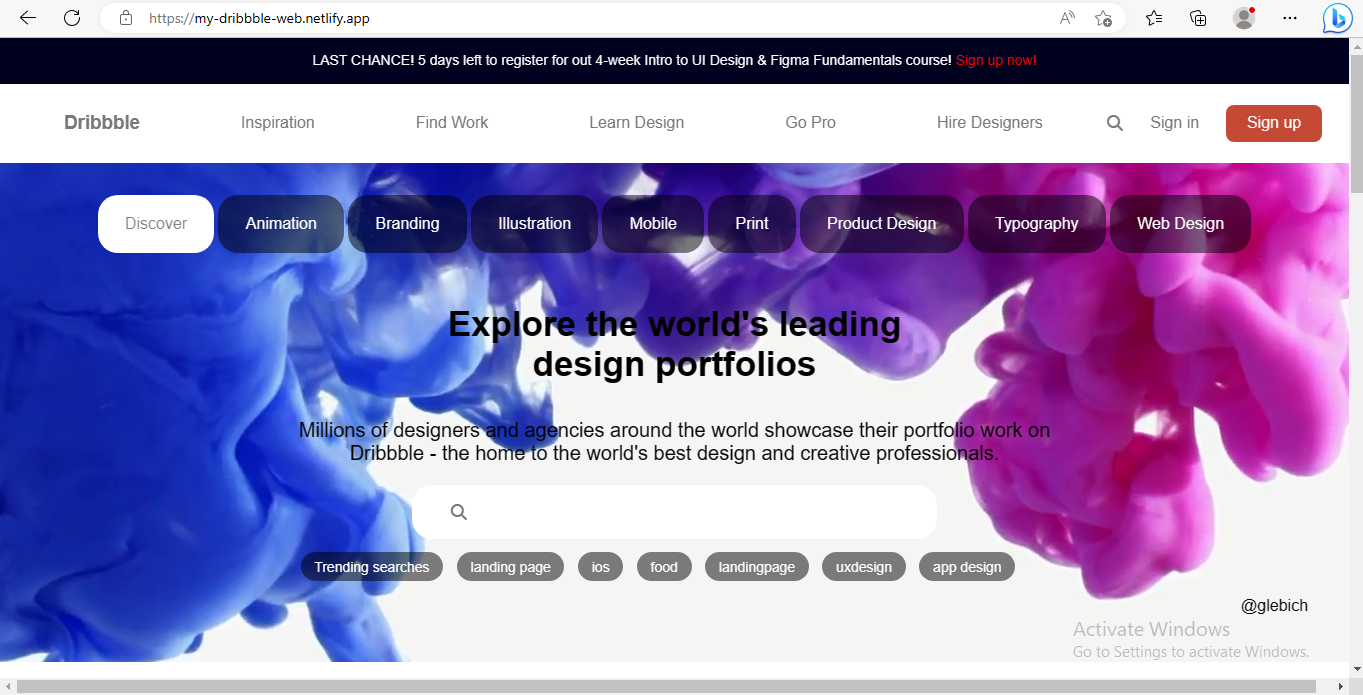 https://my-dribbble-web.netlify.app
LAST CHANCE! 5 days left to register for out 4-week Intro to UI Design & Figma Fundamentals course! Sign up now!
Dribbble Inspiration Find Work Learn Design Go Pro Hire Designers Sign in Sign up
Discover Animation Branding Illustration Mobile Print Product Design Typography Web Design
Explore the world's leading
design portfolios
Millions of designers and agencies around the world showcase their portfolio work on
Dribbble - the home to the world's best design and creative professionals.
Trending searches landing page ios food landingpage uxdesign app design
@glebich
Activate Windows
Go to Settings to activate Windows.